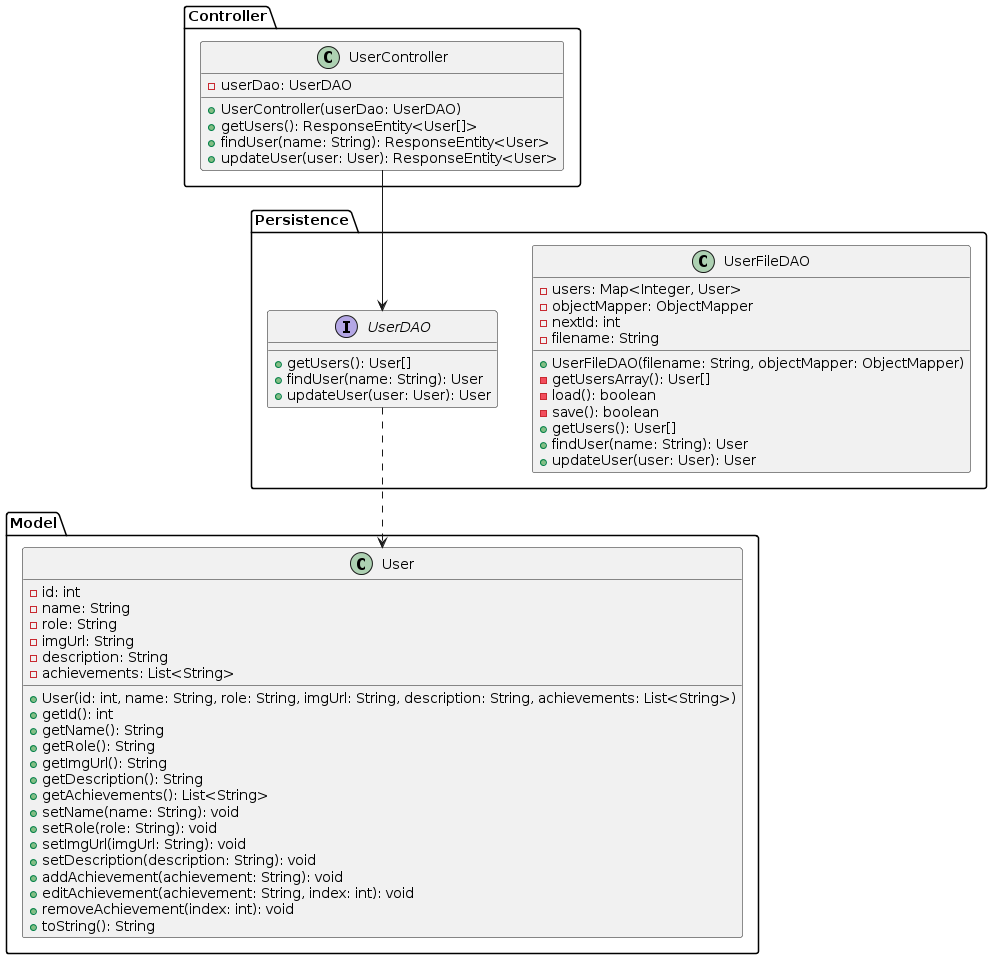 Controller
C UserController
userDao: UserDAO
UserController(userDao: UserDAO)
getUsers(): ResponseEntity<User[]>
findUser(name: String): ResponseEntity<User>
updateUser(user: User): ResponseEntity<User>
Persistence
I UserDAO
getUsers(): User[]
findUser(name: String): User
updateUser(user: User): User
C UserFileDAO
users: Map<Integer, User>
objectMapper: ObjectMapper
nextId: int
filename: String
UserFileDAO(filename: String, objectMapper: ObjectMapper)
getUsersArray(): User[]
load(): boolean
save(): boolean
getUsers(): User[]
findUser(name: String): User
updateUser(user: User): User
Model
C User
id: int
name: String
role: String
imgUrl: String
description: String
achievements: List<String>
User(id: int, name: String, role: String, imgUrl: String, description: String, achievements: List<String>)
getId(): int
getName(): String
getRole(): String
getImgUrl(): String
getDescription(): String
getAchievements(): List<String>
setName(name: String): void
setRole(role: String): void
setImgUrl(imgUrl: String): void
setDescription(description: String): void
addAchievement(achievement: String): void
editAchievement(achievement: String, index: int): void
removeAchievement(index: int): void
toString(): String